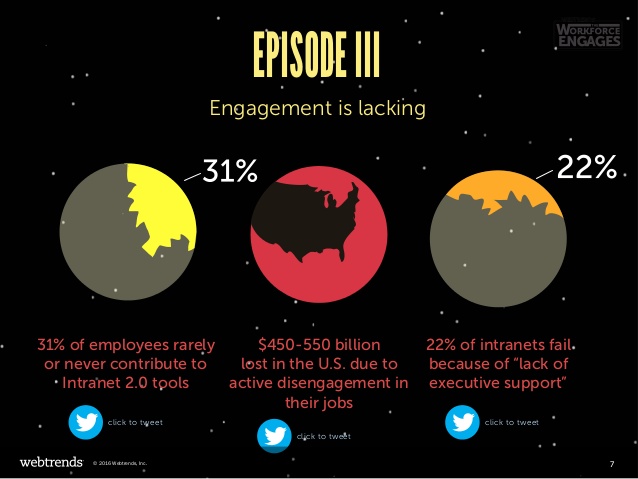 THE
WORKFORCE
ENGAGES
EPISODE III
Engagement is lacking
31%
22%
31% of employees rarely
or never contribute to
Intranet 2.0 tools
$450-550 billion
lost in the U.S. due to
active disengagement in
their jobs
22% of intranets fail
because of “lack of
executive support”
click to tweet
click to tweet
click to tweet
webtrends
© 2016 Webtrends, Inc.
7